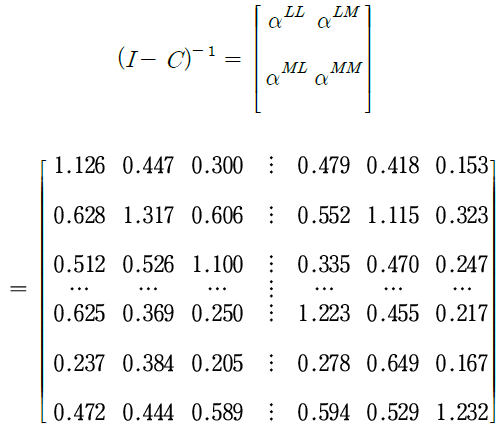 (I − C)⁻¹ = [ α^LL α^LM
α^ML α^MM ]
1.126 0.447 0.300 ⋮ 0.479 0.418 0.153
0.628 1.317 0.606 ⋮ 0.552 1.115 0.323
0.512 0.526 1.100 ⋮ 0.335 0.470 0.247
= … … … ⋮ … … …
0.625 0.369 0.250 ⋮ 1.223 0.455 0.217
0.237 0.384 0.205 ⋮ 0.278 0.649 0.167
0.472 0.444 0.589 ⋮ 0.594 0.529 1.232